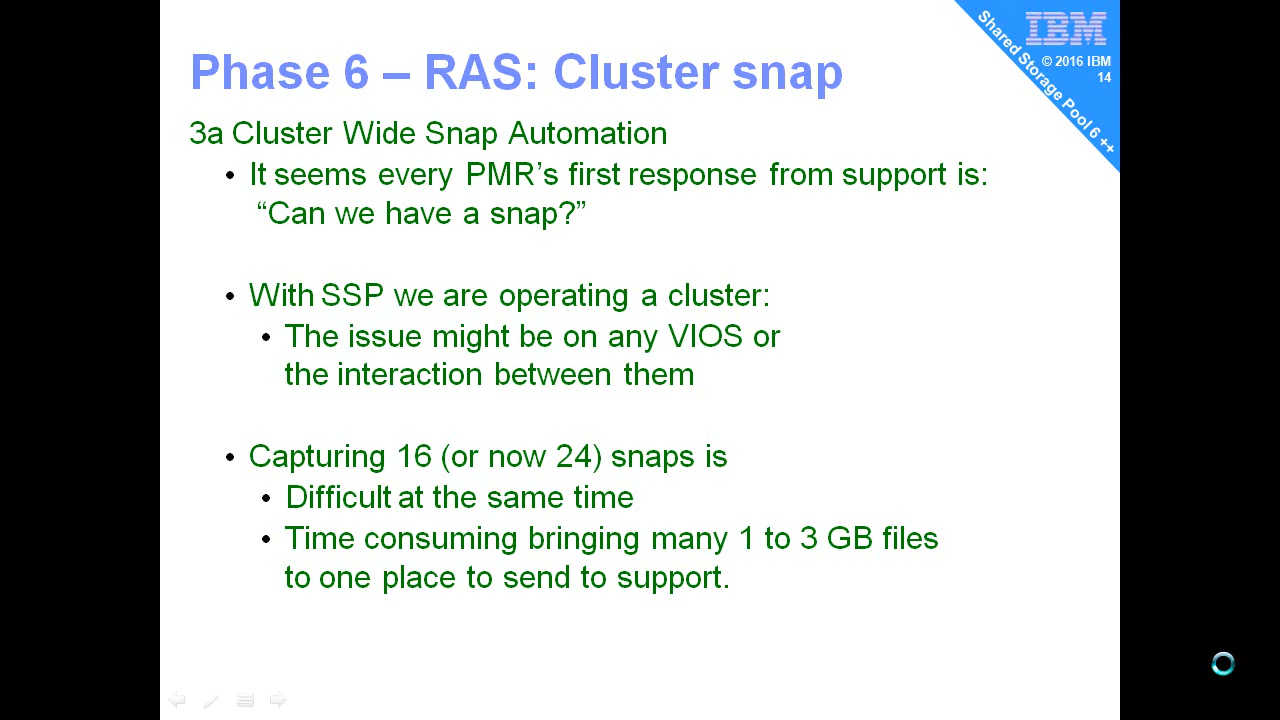 Phase 6 – RAS: Cluster snap
IBM
© 2016 IBM
14
Shared Storage Pool 6 ++
3a Cluster Wide Snap Automation
• It seems every PMR’s first response from support is:
“Can we have a snap?”
• With SSP we are operating a cluster:
• The issue might be on any VIOS or
the interaction between them
• Capturing 16 (or now 24) snaps is
• Difficult at the same time
• Time consuming bringing many 1 to 3 GB files
to one place to send to support.